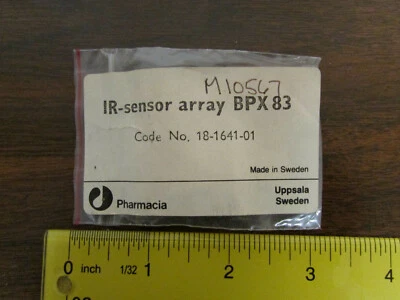 M10567
IR-sensor array BPX 83
Code No. 18-1641-01
Made in Sweden
Pharmacia
Uppsala
Sweden
0 inch 1/32 1 2 3 4